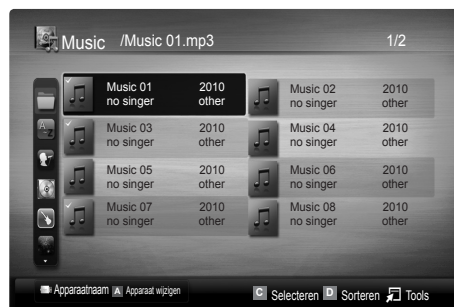 Music /Music 01.mp3 1/2
Music 01 2010
no singer other
Music 02 2010
no singer other
Music 03 2010
no singer other
Music 04 2010
no singer other
Music 05 2010
no singer other
Music 06 2010
no singer other
Music 07 2010
no singer other
Music 08 2010
no singer other
Apparaatnaam A Apparaat wijzigen C Selecteren D Sorteren Tools